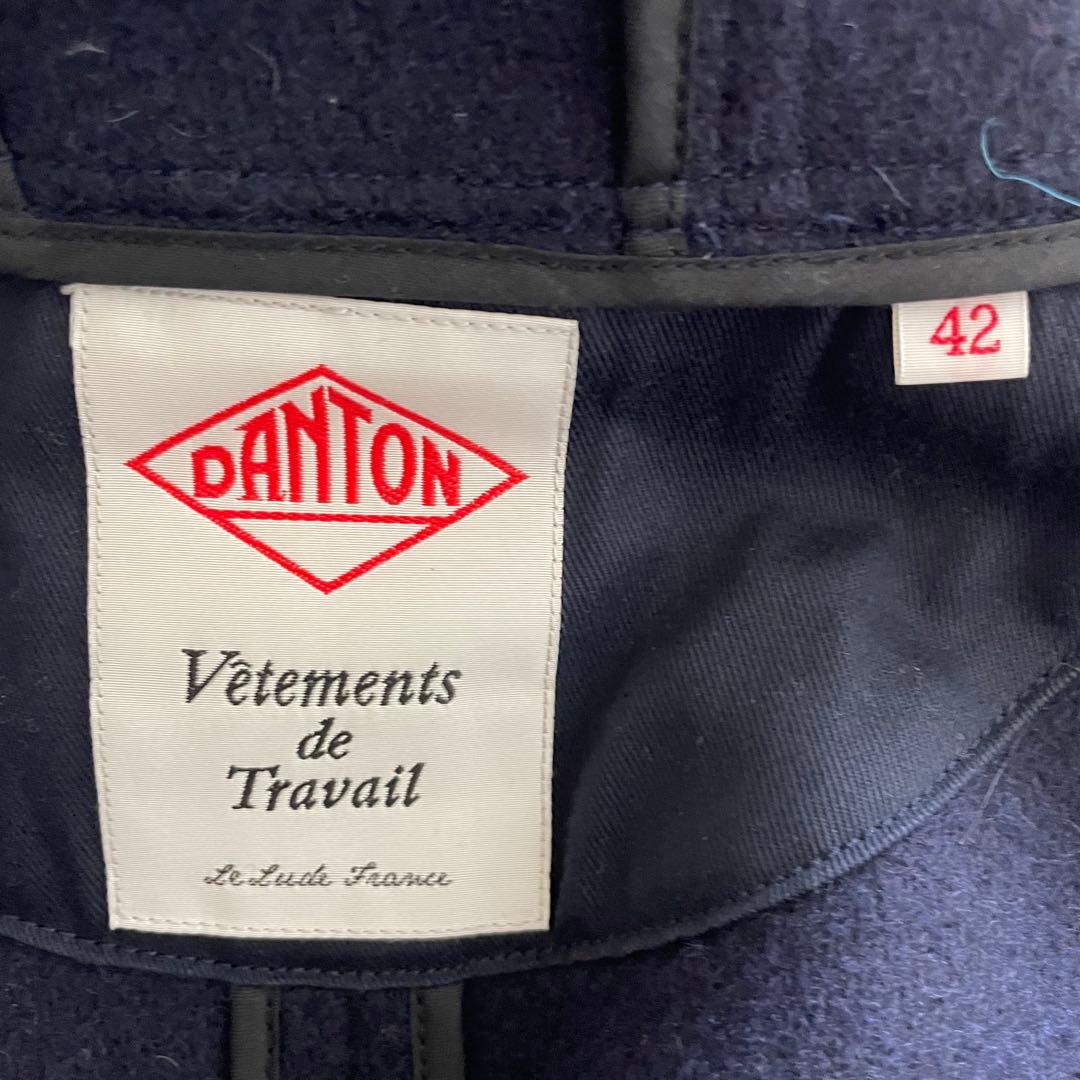 DANTON
Vêtements
de
Travail
Le Lude France
42